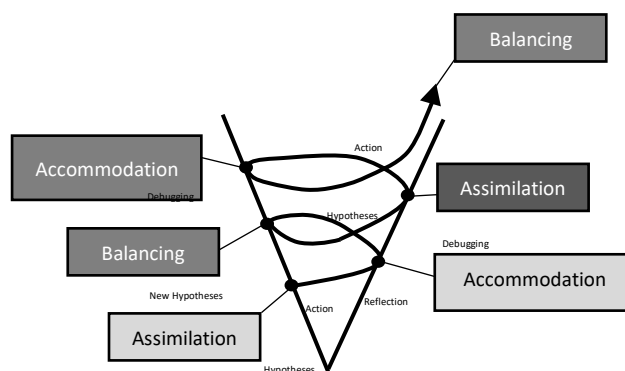 Balancing
Action
Accommodation
Debugging
Assimilation
Hypotheses
Balancing
Debugging
Accommodation
New Hypotheses
Action
Reflection
Assimilation
Hypotheses